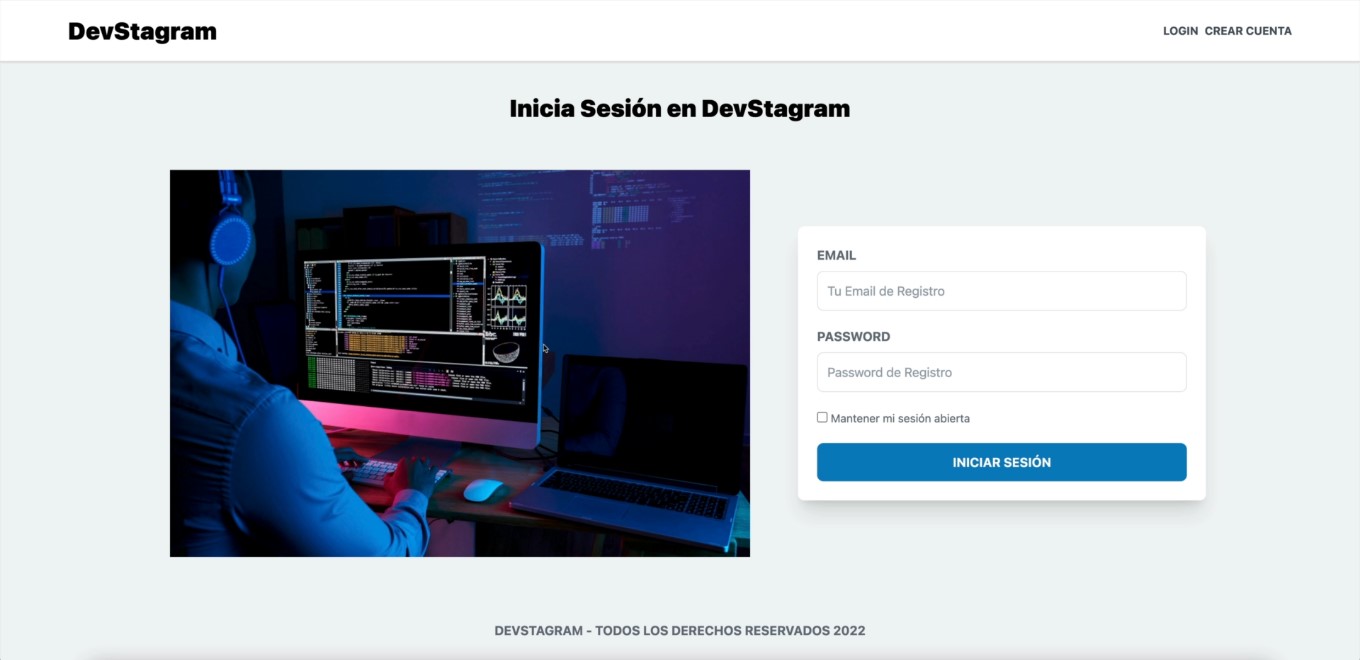 DevStagram
LOGIN CREAR CUENTA
Inicia Sesión en DevStagram
EMAIL
Tu Email de Registro
PASSWORD
Password de Registro
Mantener mi sesión abierta
INICIAR SESIÓN
DEVSTAGRAM - TODOS LOS DERECHOS RESERVADOS 2022